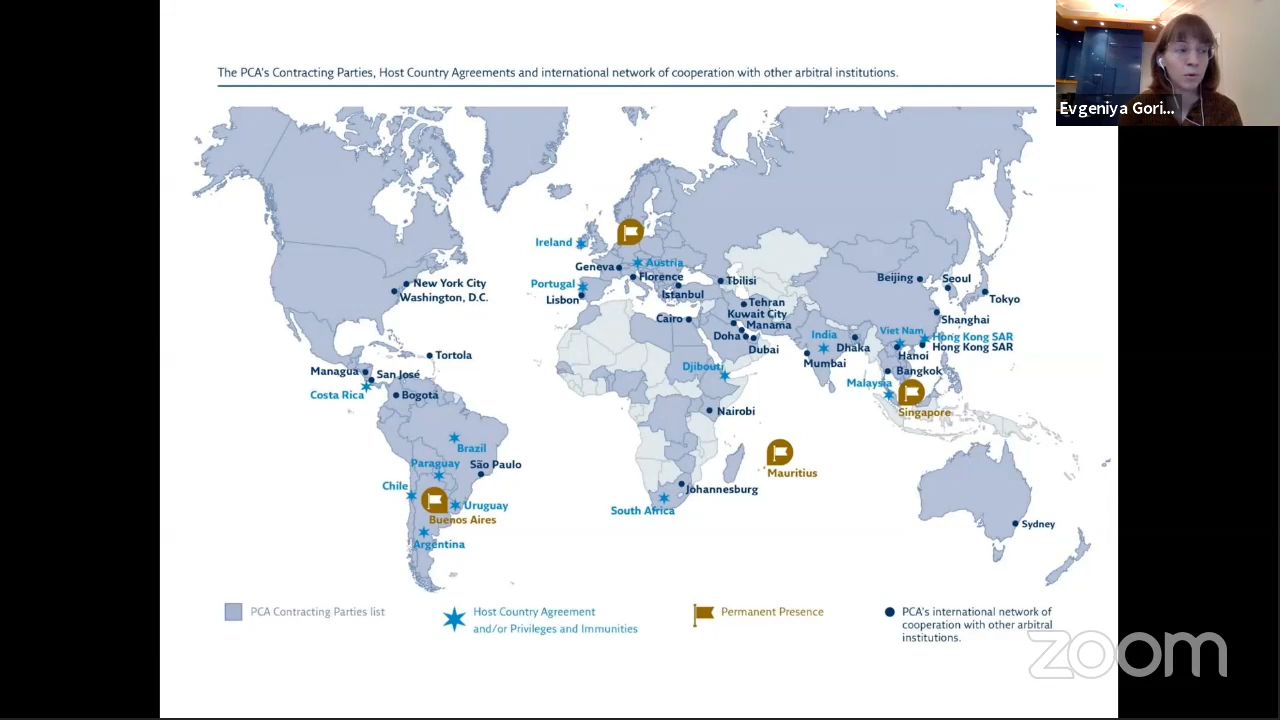 Evgeniya Gori...
The PCA's Contracting Parties, Host Country Agreements and international network of cooperation with other arbitral institutions.
Ireland
Geneva
Austria
Florence
Portugal
Lisbon
Istanbul
Tbilisi
Tehran
Kuwait City
Manama
Cairo
Doha
Dubai
Beijing
Seoul
Tokyo
Shanghai
India
Viet Nam
Hong Kong SAR
Hong Kong SAR
Dhaka
Hanoi
Mumbai
Bangkok
Malaysia
Singapore
New York City
Washington, D.C.
Tortola
Managua
San José
Costa Rica
Bogotá
Djibouti
Nairobi
Brazil
Paraguay
São Paulo
Chile
Uruguay
Buenos Aires
Argentina
Mauritius
Johannesburg
South Africa
Sydney
PCA Contracting Parties list
Host Country Agreement
and/or Privileges and Immunities
Permanent Presence
PCA's international network of
cooperation with other arbitral
institutions.
zoom